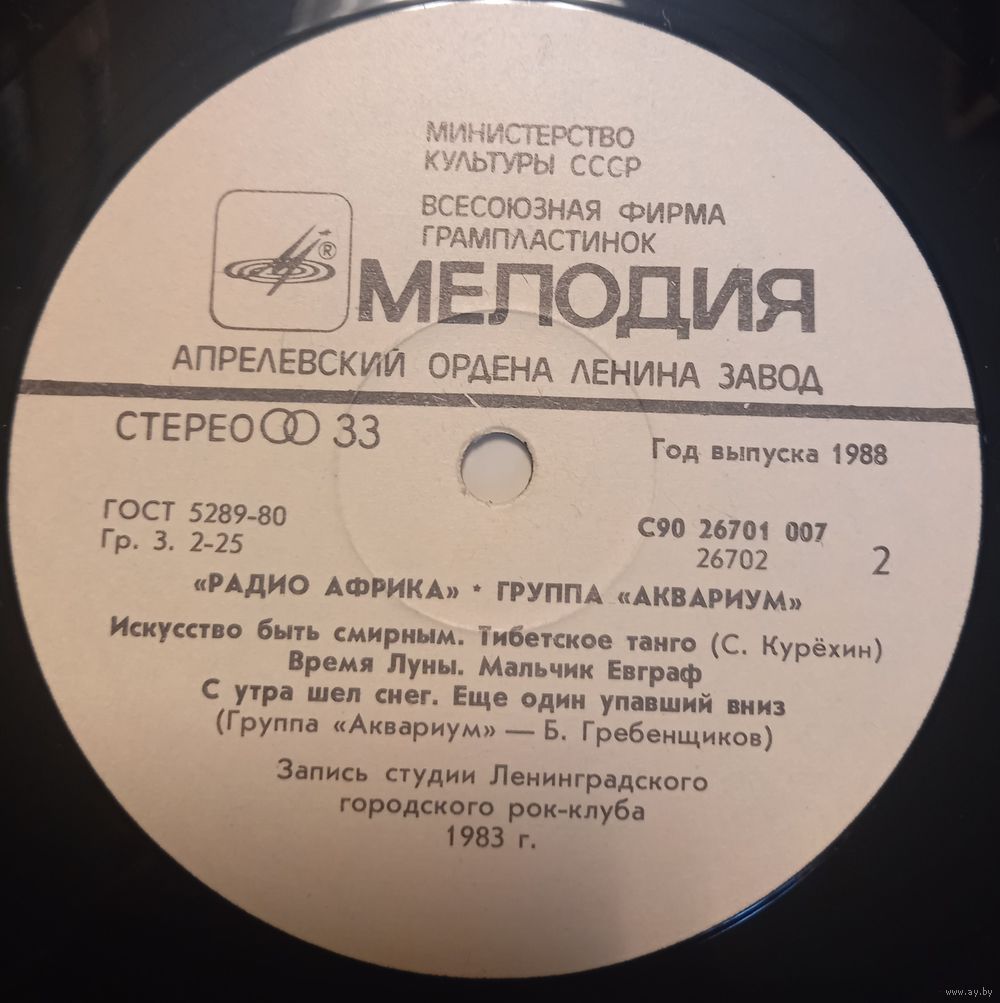 МИНИСТЕРСТВО
КУЛЬТУРЫ СССР
ВСЕСОЮЗНАЯ ФИРМА
ГРАМПЛАСТИНОК
®
МЕЛОДИЯ
АПРЕЛЕВСКИЙ ОРДЕНА ЛЕНИНА ЗАВОД
СТЕРЕО 33
Год выпуска 1988
ГОСТ 5289-80
Гр. 3. 2-25
С90 26701 007
26702
2
«РАДИО АФРИКА» * ГРУППА «АКВАРИУМ»
Искусство быть смирным. Тибетское танго (С. Курёхин)
Время Луны. Мальчик Евграф
С утра шел снег. Еще один упавший вниз
(Группа «Аквариум» — Б. Гребенщиков)
Запись студии Ленинградского
городского рок-клуба
1983 г.
www.ay.by